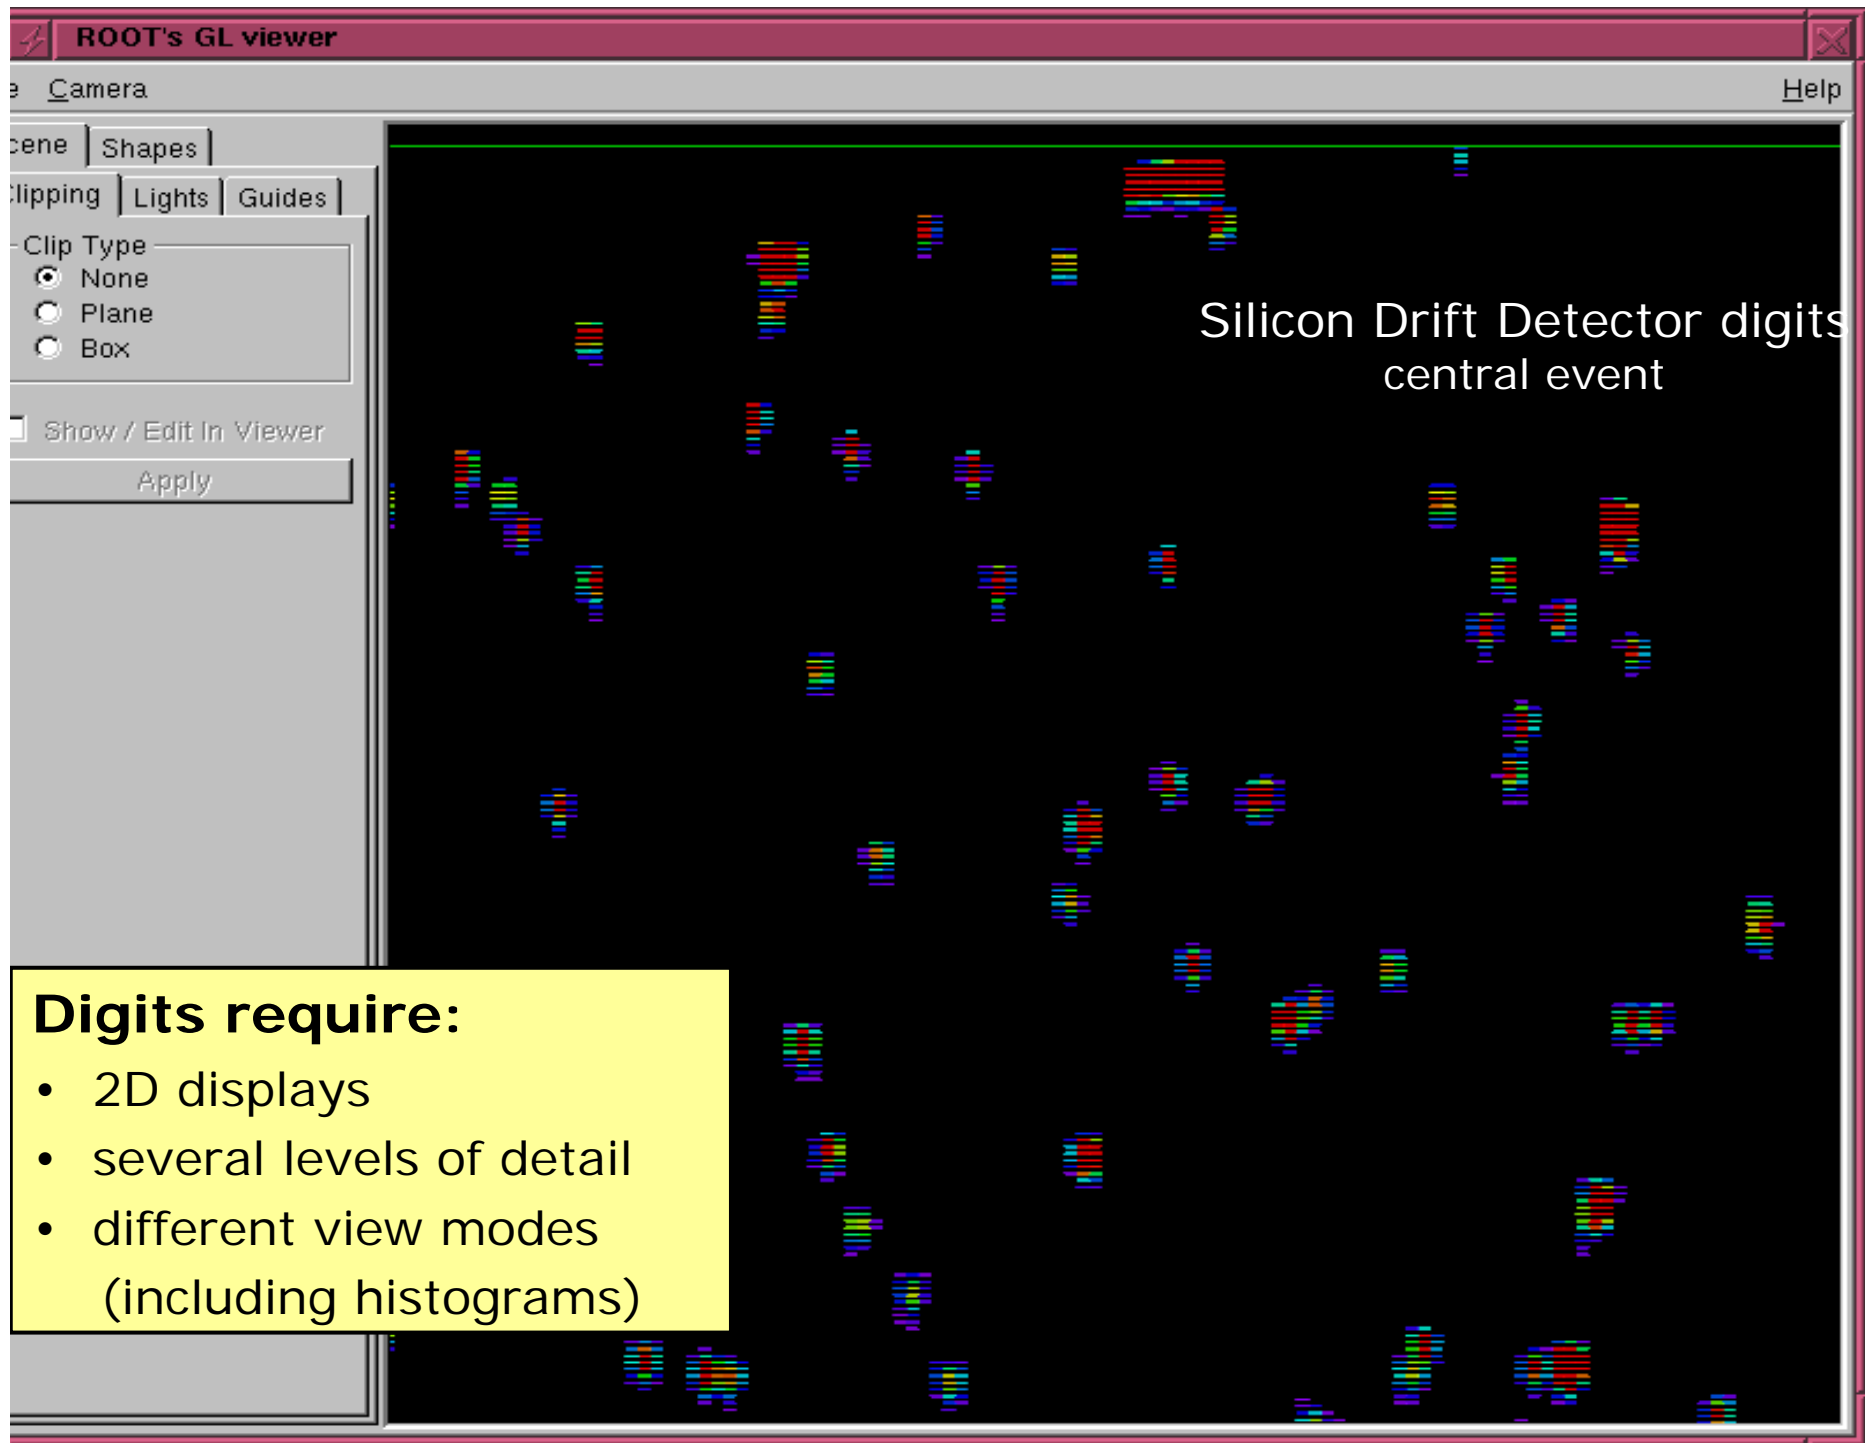 ROOT's GL viewer
Camera Help
Shapes
Lights Guides
Clip Type
None
Plane
Box
Show / Edit In Viewer
Apply
Silicon Drift Detector digits
central event
Digits require:
• 2D displays
• several levels of detail
• different view modes
(including histograms)